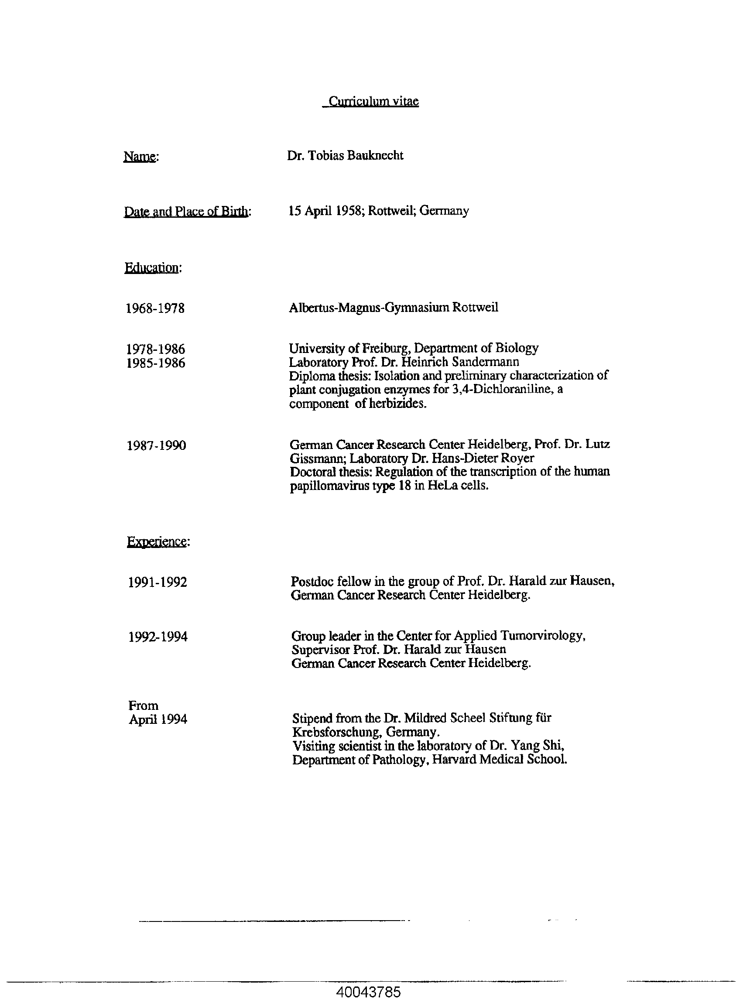 Curriculum vitae
Name: Dr. Tobias Bauknecht
Date and Place of Birth: 15 April 1958; Rottweil; Germany
Education:
1968-1978 Albertus-Magnus-Gymnasium Rottweil
1978-1986 University of Freiburg, Department of Biology
1985-1986 Laboratory Prof. Dr. Heinrich Sandermann
Diploma thesis: Isolation and preliminary characterization of
plant conjugation enzymes for 3,4-Dichloraniline, a
component of herbizides.
1987-1990 German Cancer Research Center Heidelberg, Prof. Dr. Lutz
Gissmann; Laboratory Dr. Hans-Dieter Royer
Doctoral thesis: Regulation of the transcription of the human
papillomavirus type 18 in HeLa cells.
Experience:
1991-1992 Postdoc fellow in the group of Prof. Dr. Harald zur Hausen,
German Cancer Research Center Heidelberg.
1992-1994 Group leader in the Center for Applied Tumorvirology,
Supervisor Prof. Dr. Harald zur Hausen
German Cancer Research Center Heidelberg.
From
April 1994 Stipend from the Dr. Mildred Scheel Stiftung für
Krebsforschung, Germany.
Visiting scientist in the laboratory of Dr. Yang Shi,
Department of Pathology, Harvard Medical School.
40043785